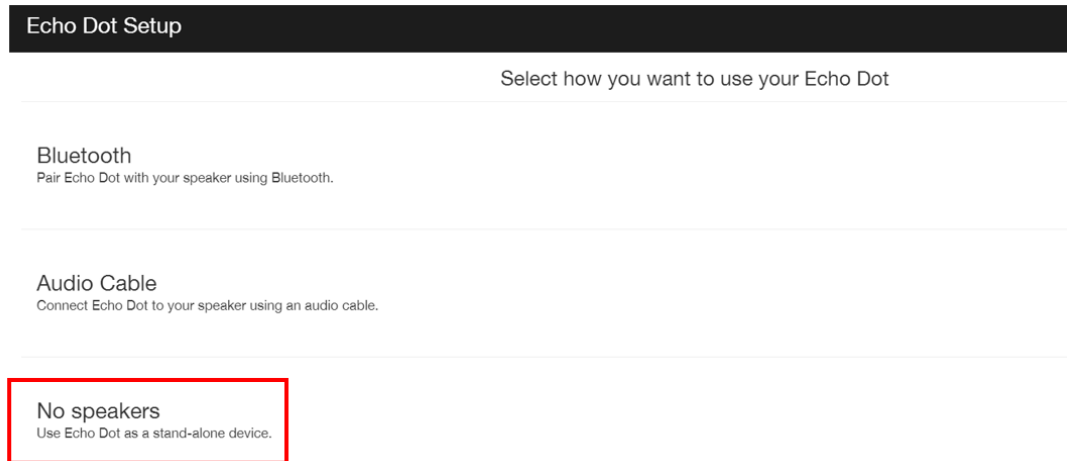 Echo Dot Setup
Select how you want to use your Echo Dot
Bluetooth
Pair Echo Dot with your speaker using Bluetooth.
Audio Cable
Connect Echo Dot to your speaker using an audio cable.
No speakers
Use Echo Dot as a stand-alone device.